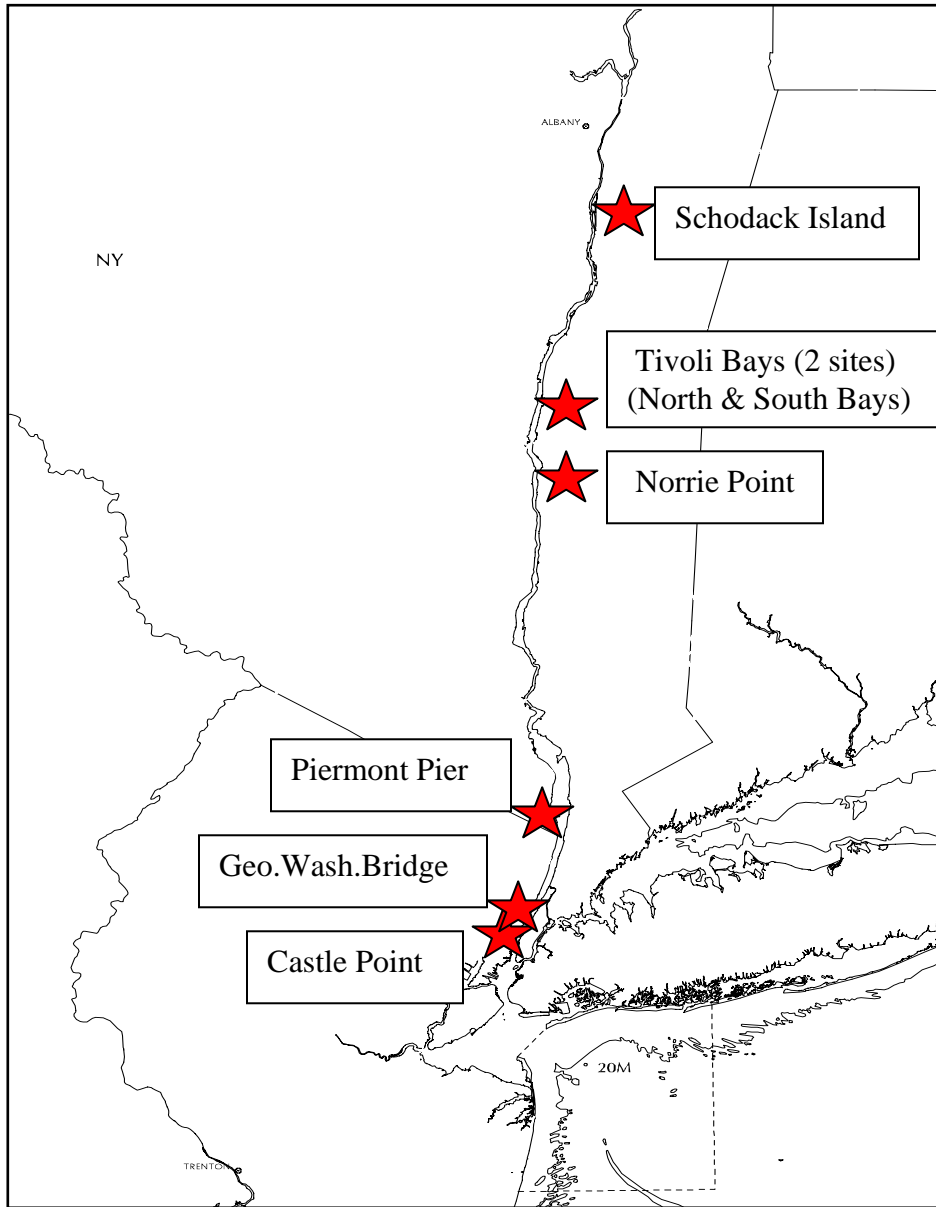 ALBANY
Schodack Island
NY
Tivoli Bays (2 sites)
(North & South Bays)
Norrie Point
Piermont Pier
Geo.Wash.Bridge
Castle Point
20M
TRENTON